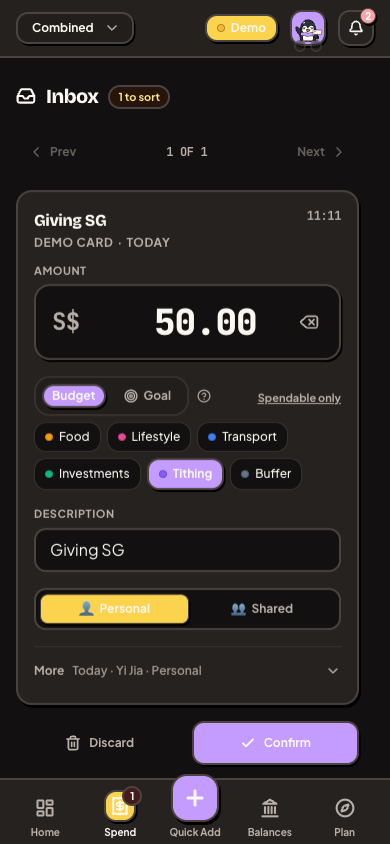 Combined
Demo
2
Inbox
1 to sort
Prev
1 OF 1
Next
Giving SG
11:11
DEMO CARD · TODAY
AMOUNT
S$ 50.00
Budget
Goal
?
Spendable only
Food
Lifestyle
Transport
Investments
Tithing
Buffer
DESCRIPTION
Giving SG
Personal
Shared
More Today · Yi Jia · Personal
Discard
Confirm
1
Home
Spend
Quick Add
Balances
Plan